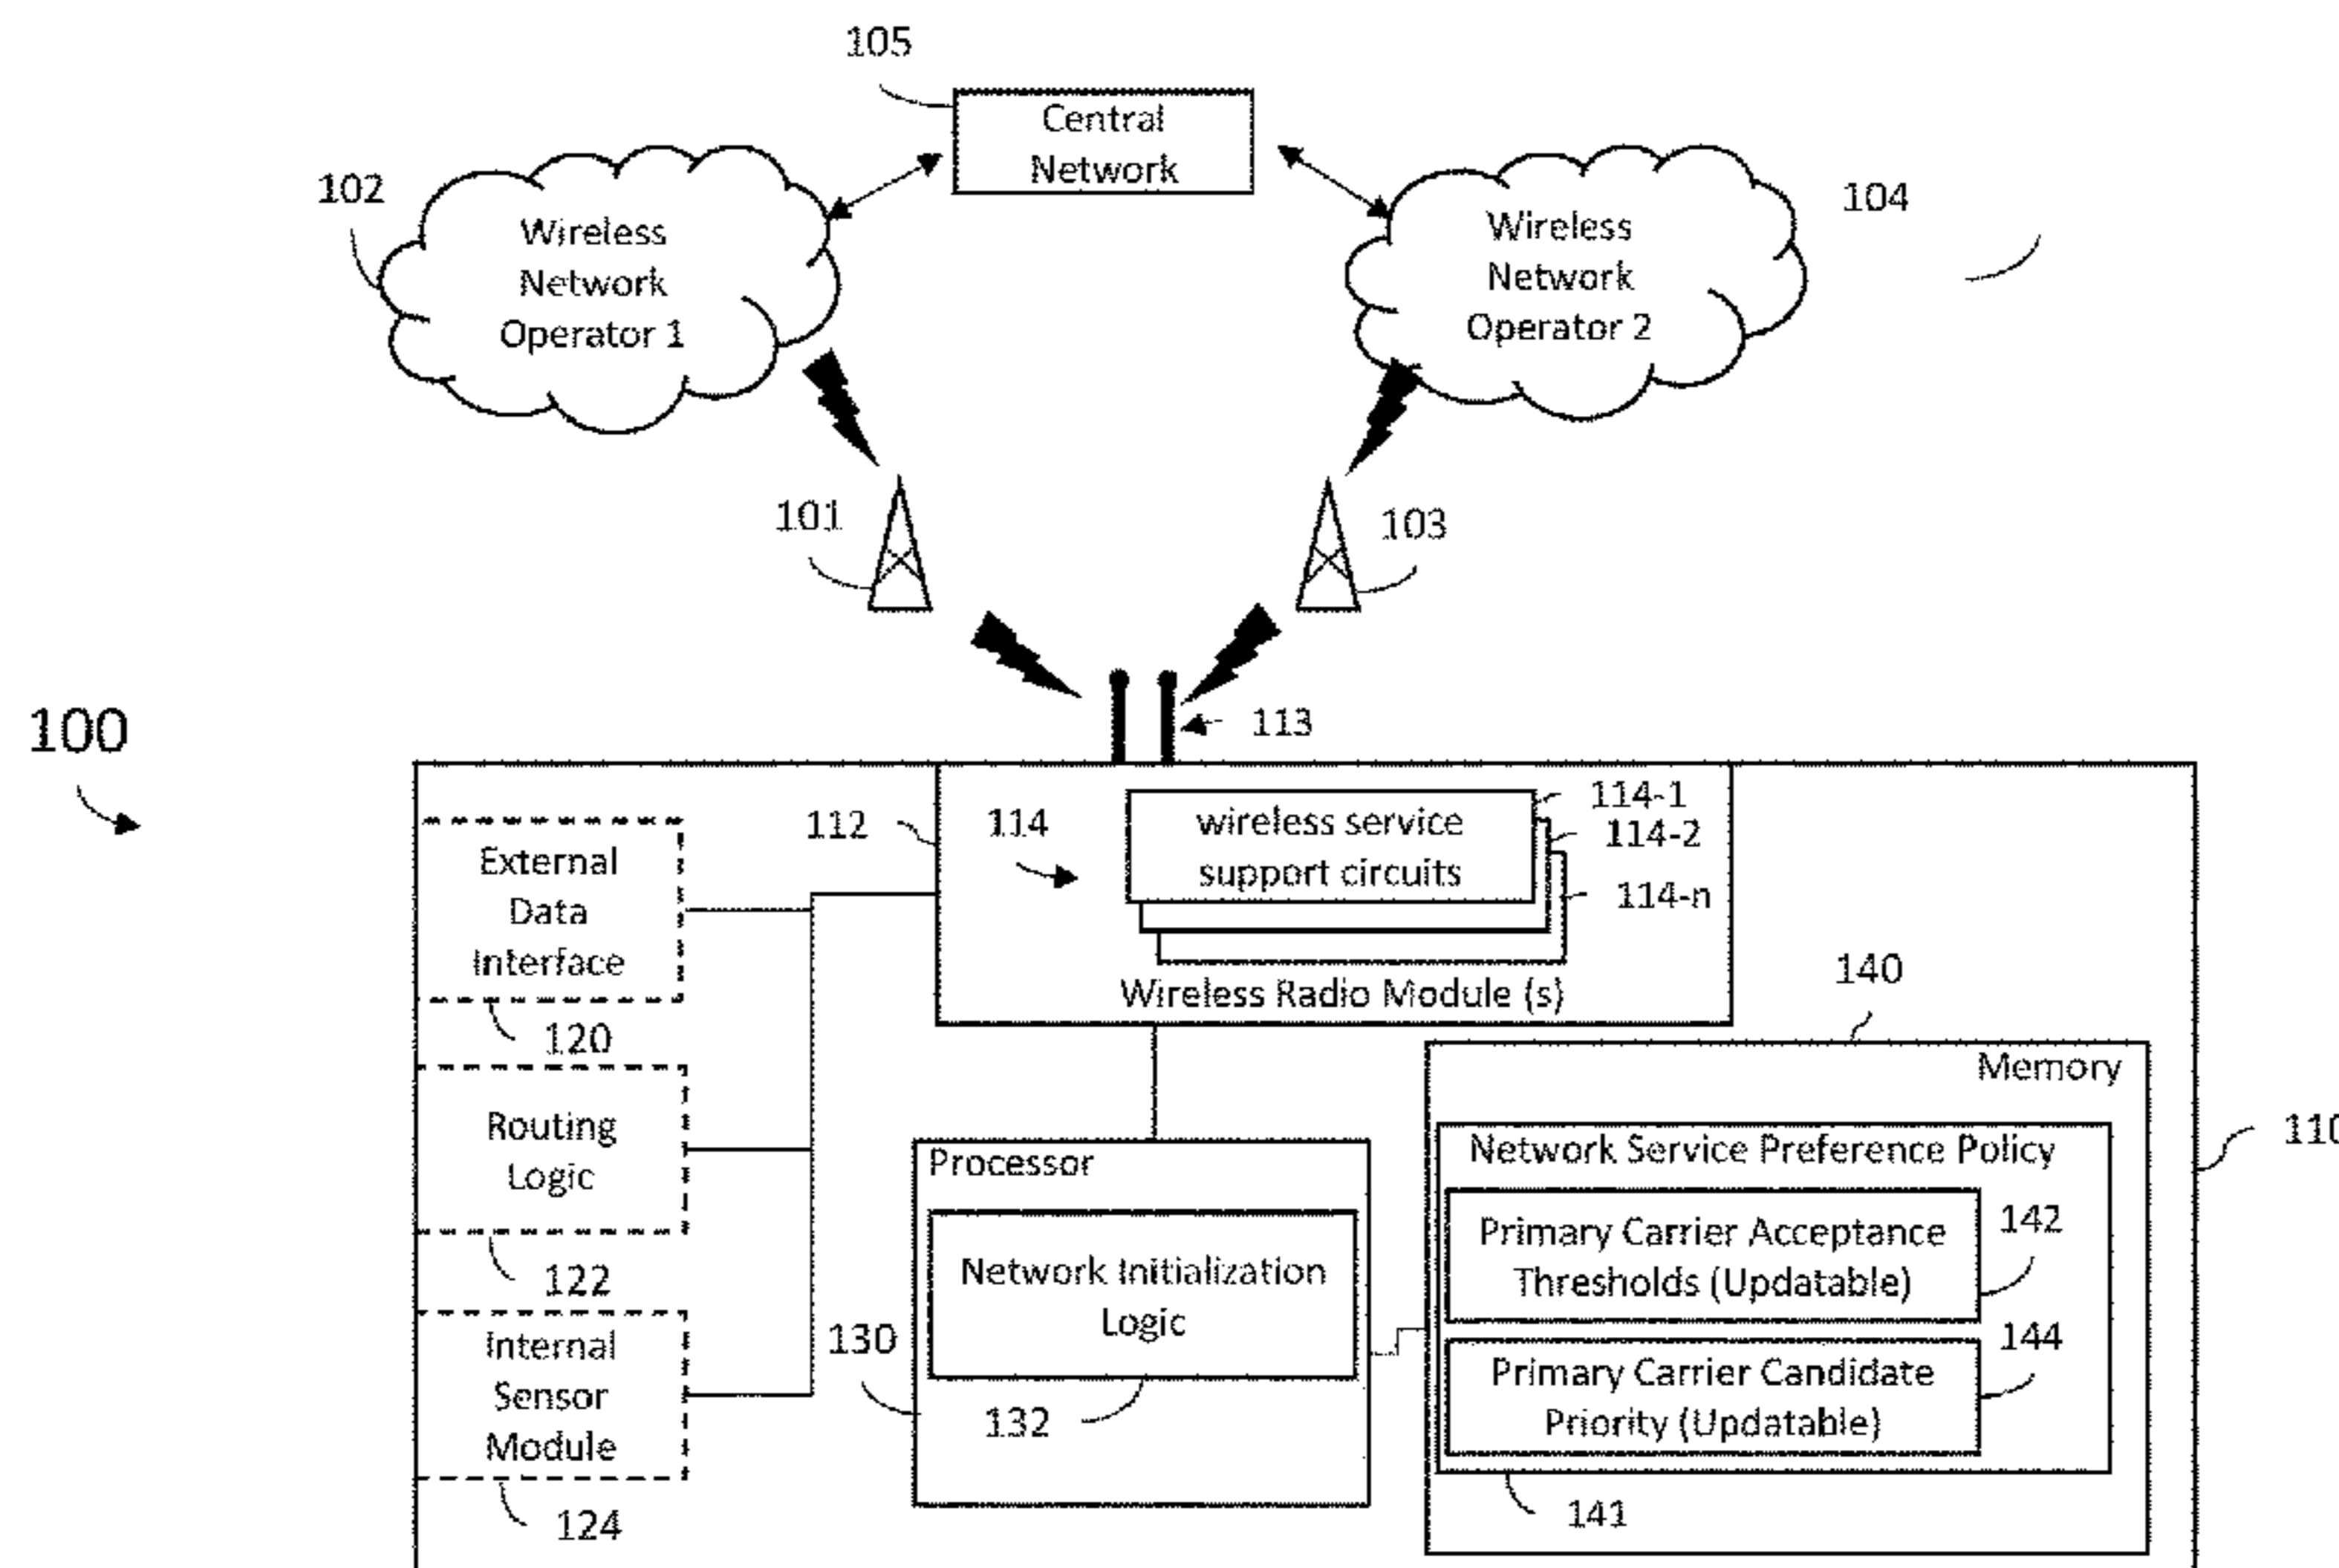 105
Central
Network
102
Wireless
Network
Operator 1
Wireless
Network
Operator 2
104
101
103
100
113
112
114
wireless service
support circuits
114-1
114-2
114-n
Wireless Radio Module (s)
External
Data
Interface
120
Routing
Logic
122
Internal
Sensor
Module
124
Processor
Network Initialization
Logic
130
132
140
Memory
110
Network Service Preference Policy
Primary Carrier Acceptance
Thresholds (Updatable)
142
Primary Carrier Candidate
Priority (Updatable)
144
141